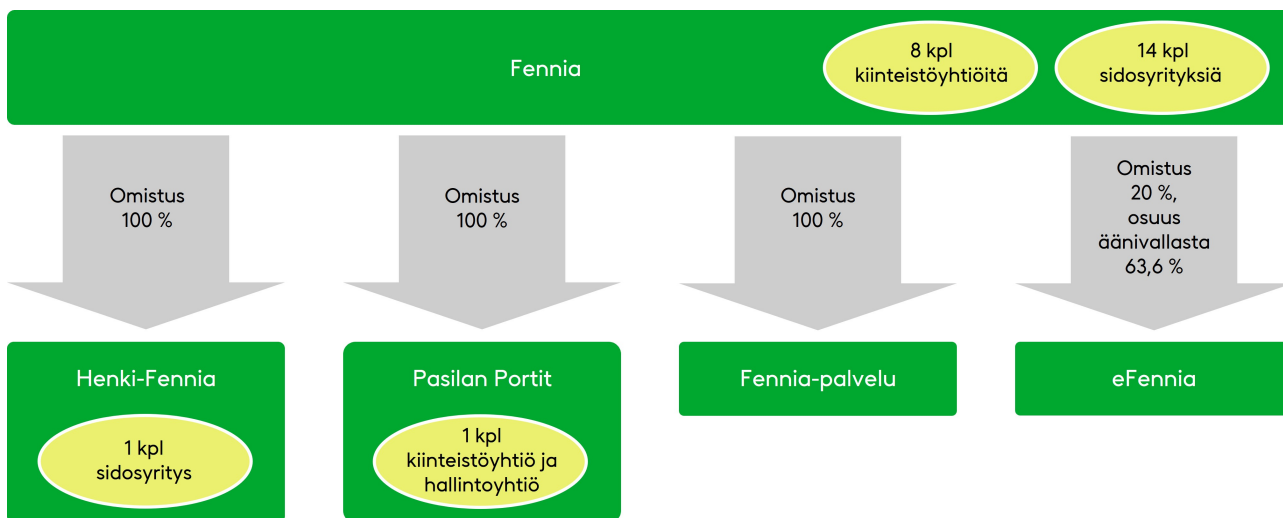 Fennia
8 kpl
kiinteistöyhtiöitä
14 kpl
sidosyrityksiä
Omistus
100 %
Omistus
100 %
Omistus
100 %
Omistus
20 %,
osuus
äänivallasta
63,6 %
Henki-Fennia
1 kpl
sidosyritys
Pasilan Portit
1 kpl
kiinteistöyhtiö ja
hallintoyhtiö
Fennia-palvelu
eFennia